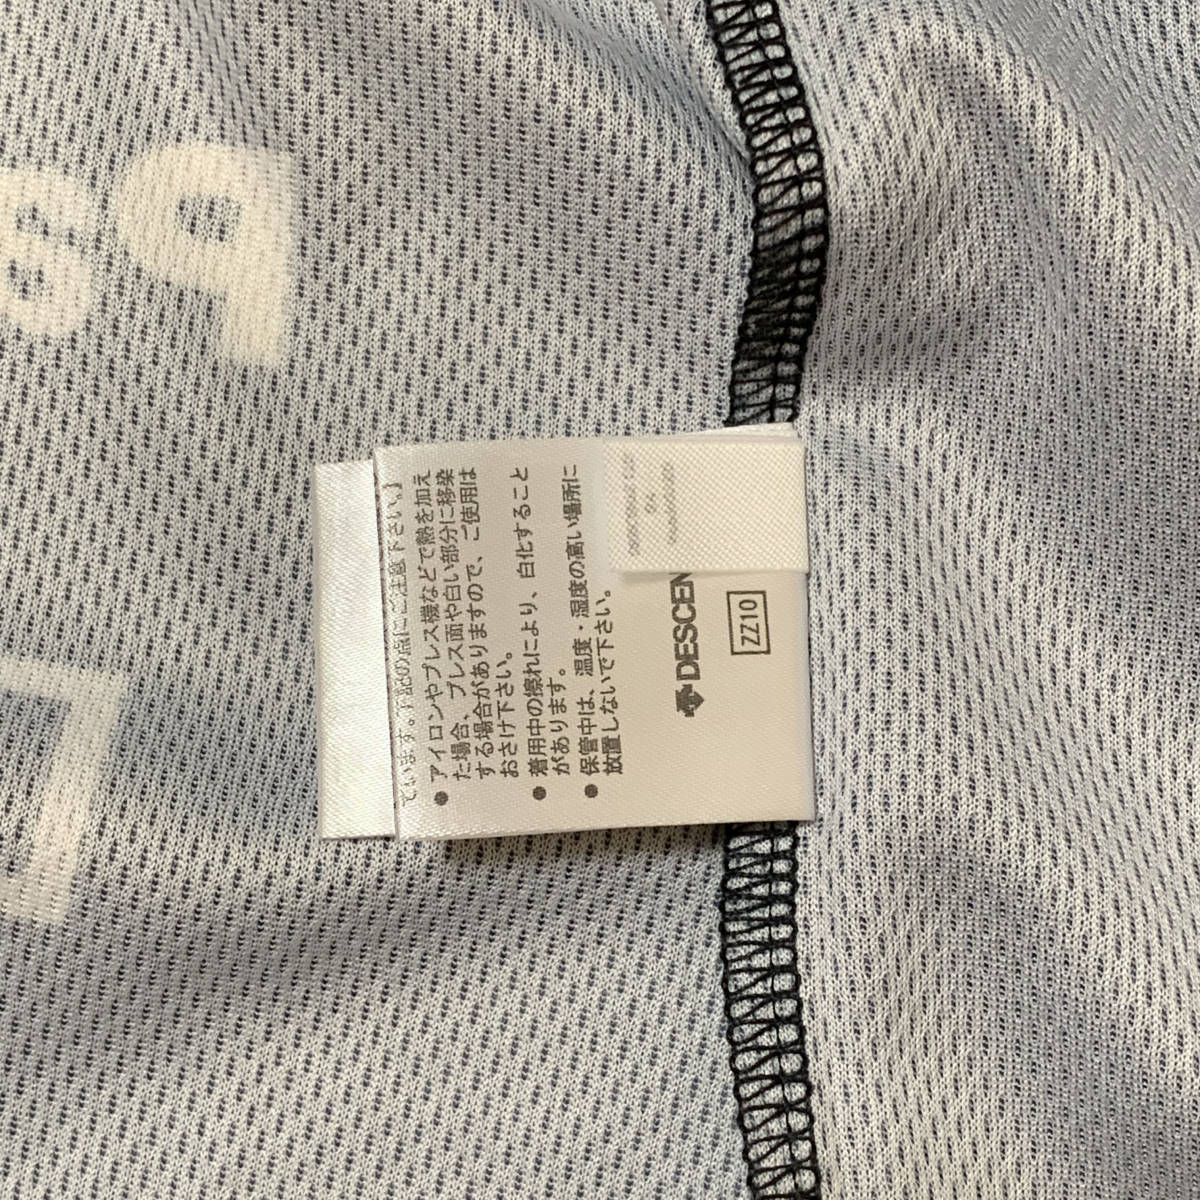 ています。下記の点にご注意下さい。】
●アイロンやプレス機などで熱を加え
た場合、プレス面や白い部分に移染
する場合がありますので、ご使用は
おさけ下さい。
●着用中の擦れにより、白化すること
があります。
●保管中は、温度・湿度の高い場所に
放置しないで下さい。
DESCEN
ZZ10